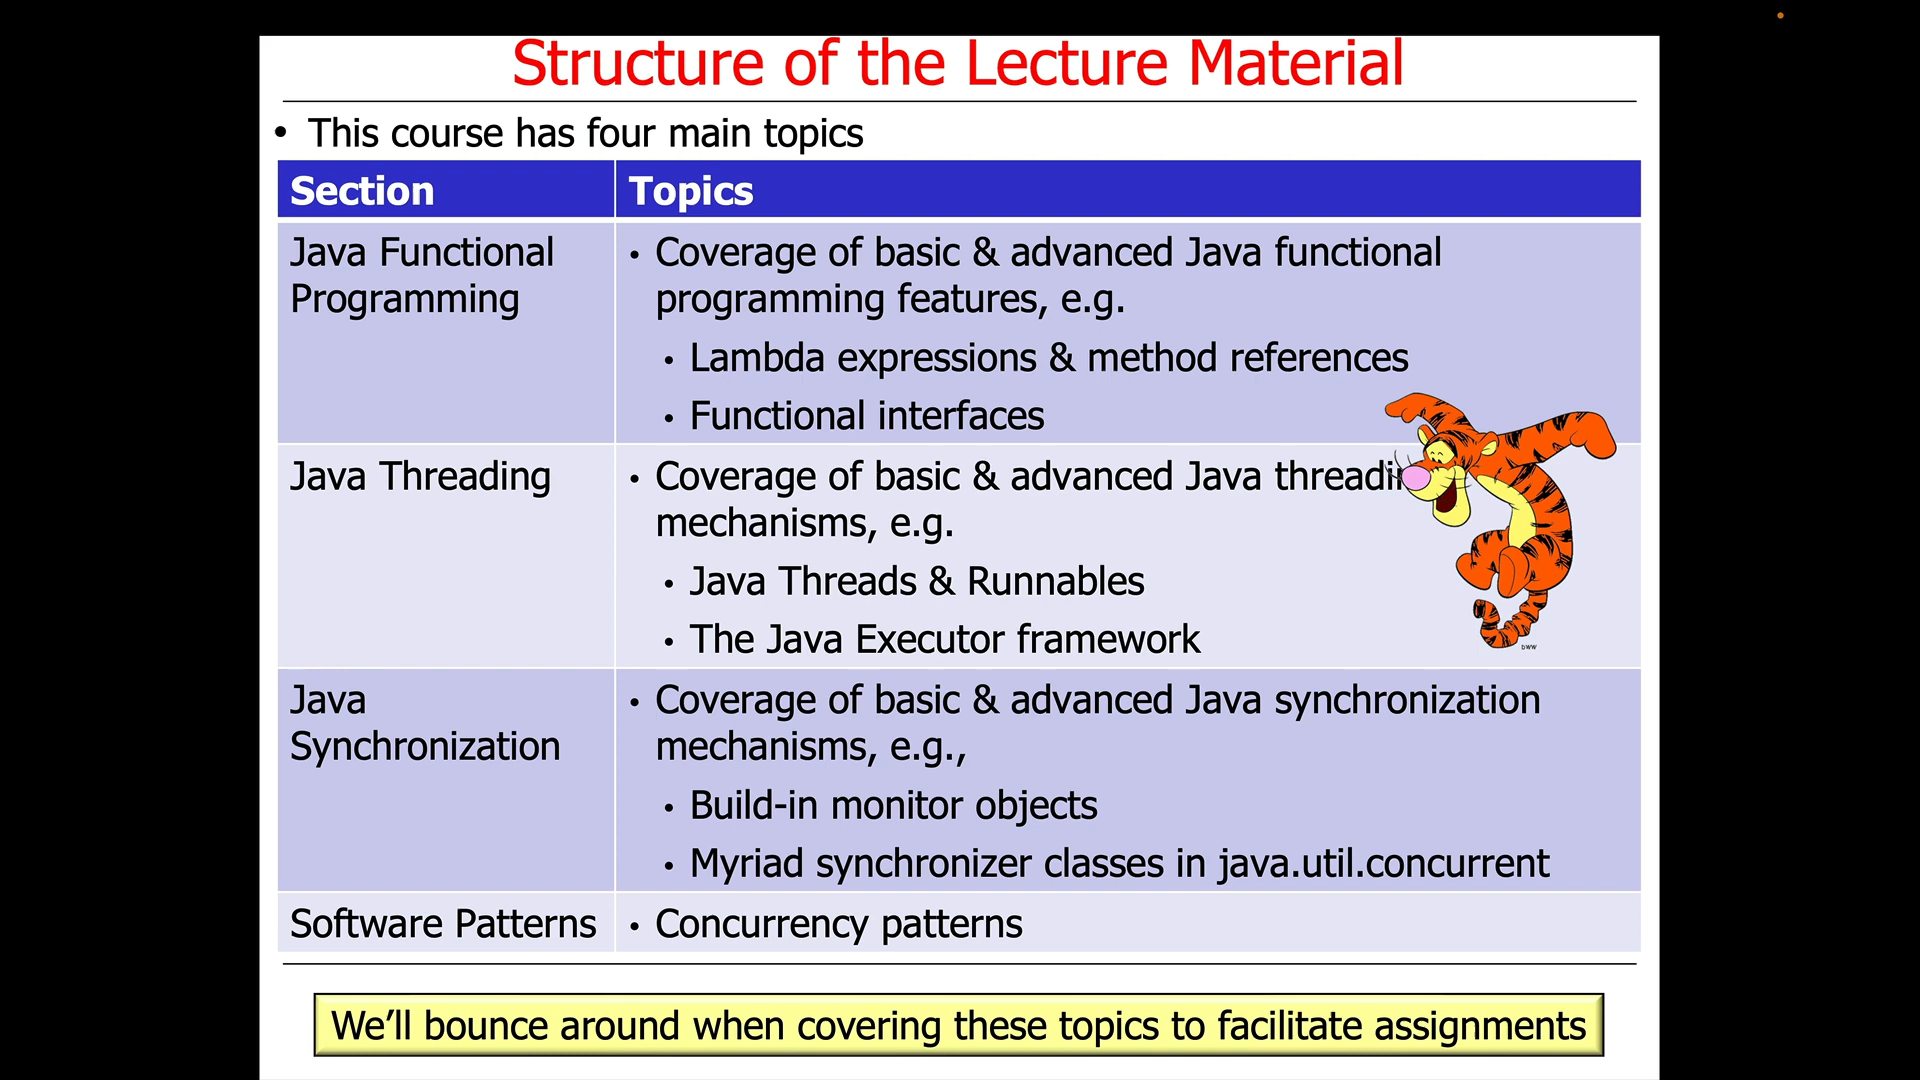 Structure of the Lecture Material
• This course has four main topics
Section
Topics
Java Functional
Programming
• Coverage of basic & advanced Java functional
programming features, e.g.
• Lambda expressions & method references
• Functional interfaces
Java Threading
• Coverage of basic & advanced Java threadin
mechanisms, e.g.
• Java Threads & Runnables
• The Java Executor framework
Java
Synchronization
• Coverage of basic & advanced Java synchronization
mechanisms, e.g.,
• Build-in monitor objects
• Myriad synchronizer classes in java.util.concurrent
Software Patterns
• Concurrency patterns
We’ll bounce around when covering these topics to facilitate assignments